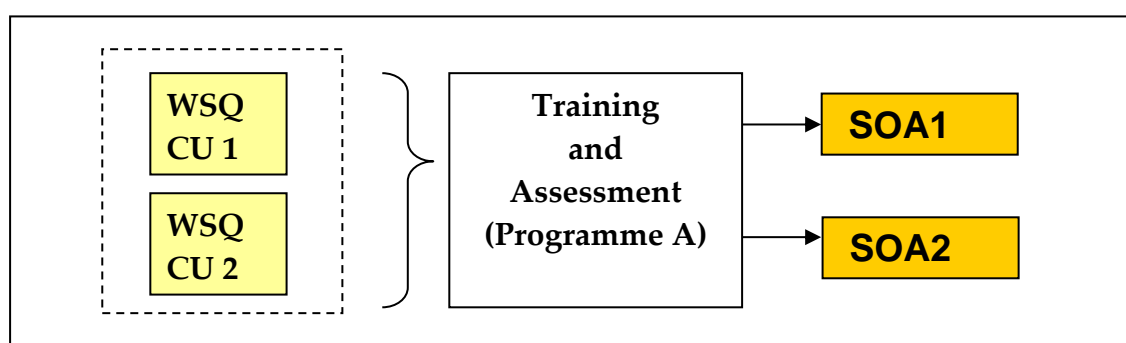 WSQ
CU 1
WSQ
CU 2
Training
and
Assessment
(Programme A)
SOA1
SOA2